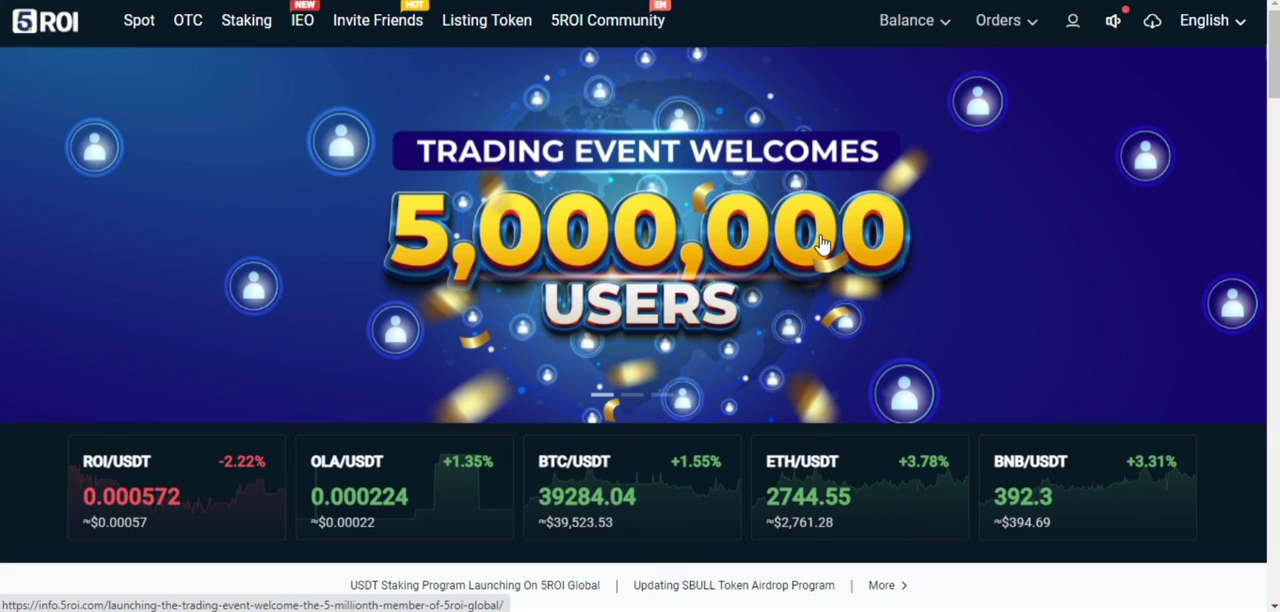 5ROI Spot OTC Staking NEW IEO HOT Invite Friends Listing Token EN 5ROI Community Balance Orders English
TRADING EVENT WELCOMES
5,000,000
USERS
ROI/USDT -2.22% OLA/USDT +1.35% BTC/USDT +1.55% ETH/USDT +3.78% BNB/USDT +3.31%
0.000572 0.000224 39284.04 2744.55 392.3
≈$0.00057 ≈$0.00022 ≈$39,523.53 ≈$2,761.28 ≈$394.69
USDT Staking Program Launching On 5ROI Global | Updating SBULL Token Airdrop Program | More >
https://info.5roi.com/launching-the-trading-event-welcome-the-5-millionth-member-of-5roi-global/